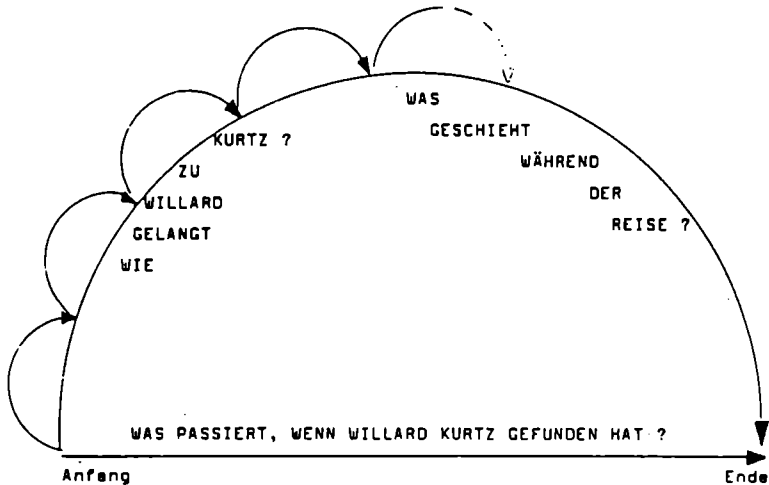 WIE
GELANGT
WILLARD
ZU
KURTZ ?
WAS
GESCHIEHT
WÄHREND
DER
REISE ?
WAS PASSIERT, WENN WILLARD KURTZ GEFUNDEN HAT ?
Anfang
Ende